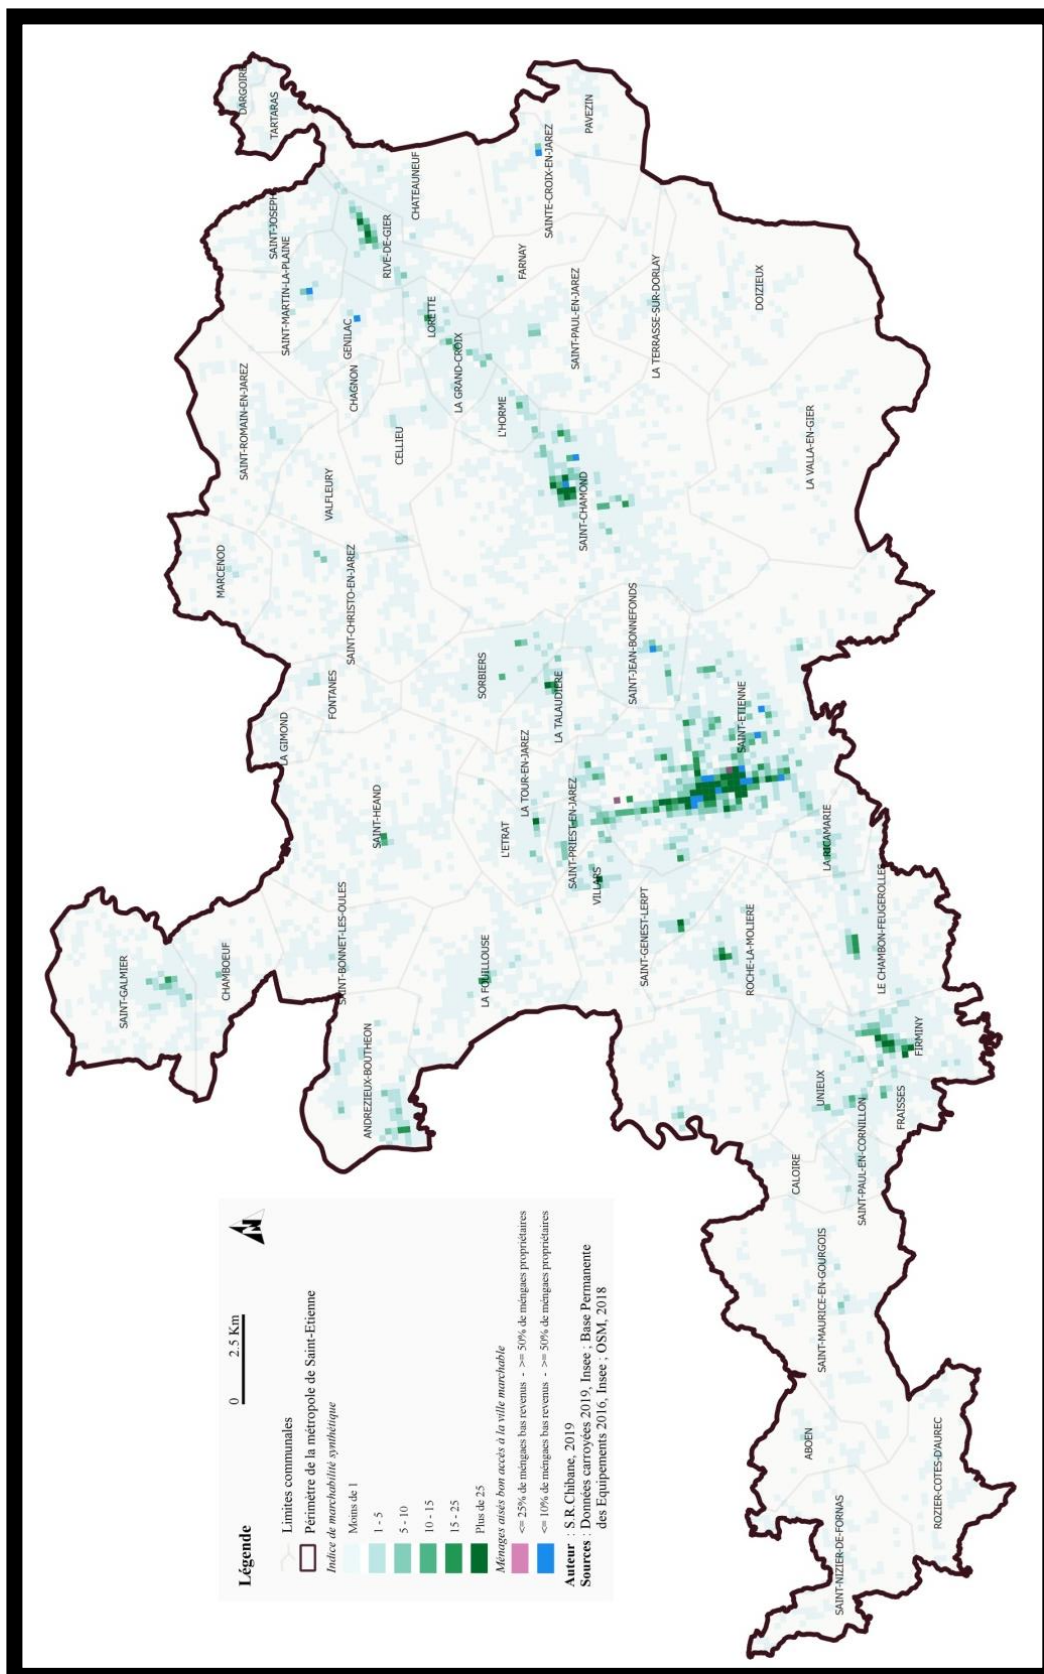 DARGOIRE
TARTARAS
SAINT-JOSEPH
SAINT-MARTIN-LA-PLAINE
CHATEAUNEUF
RIVE-DE-GIER
PAVEZIN
SAINTE-CROIX-EN-JAREZ
FARNAY
GENILAC
LORETTE
SAINT-ROMAIN-EN-JAREZ
CHAGNON
LA GRAND-CROIX
SAINT-PAUL-EN-JAREZ
LA TERRASSE-SUR-DORLAY
DOIZIEUX
CELLIEU
L'HORME
VALFLEURY
LA VALLA-EN-GIER
SAINT-CHAMOND
MARCENOD
SAINT-CHRISTO-EN-JAREZ
SORBIERS
SAINT-JEAN-BONNEFONDS
FONTANES
LA GIMOND
LA TALAUDIERE
SAINT-ETIENNE
LA TOUR-EN-JAREZ
SAINT-HEAND
L'ETRAT
SAINT-PRIEST-EN-JAREZ
VILLARS
LA RICAMARIE
SAINT-GALMIER
CHAMBOEUF
SAINT-BONNET-LES-OULES
LA FOUILLOUSE
SAINT-GENEST-LERPT
ROCHE-LA-MOLIERE
LE CHAMBON-FEUGEROLLES
ANDREZIEUX-BOUTHEON
FIRMINY
UNIEUX
FRAISSES
SAINT-PAUL-EN-CORNILLON
CALOIRE
SAINT-MAURICE-EN-GOURGOIS
ABOEN
ROZIER-COTES-D'AUREC
SAINT-NIZIER-DE-FORNAS
N
0 2.5 Km
Légende
Limites communales
Périmètre de la métropole de Saint-Etienne
Indice de marchabilité synthétique
Moins de 1
1 - 5
5 - 10
10 - 15
15 - 25
Plus de 25
Ménages aisés bon accès à la ville marchable
<= 25% de méngaes bas revenus - >= 50% de méngaes propriétaires
<= 10% de méngaes bas revenus - >= 50% de méngaes propriétaires
Auteur : S.R Chibane, 2019
Sources : Données carroyées 2019, Insee ; Base Permanente
des Equipements 2016, Insee ; OSM, 2018